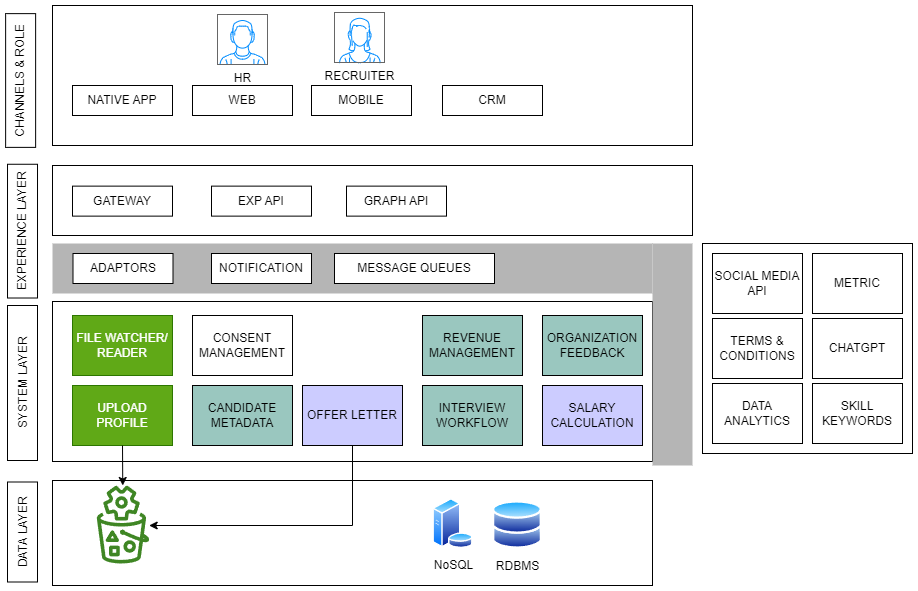 CHANNELS & ROLE
HR
RECRUITER
NATIVE APP
WEB
MOBILE
CRM
EXPERIENCE LAYER
GATEWAY
EXP API
GRAPH API
ADAPTORS
NOTIFICATION
MESSAGE QUEUES
SYSTEM LAYER
FILE WATCHER/
READER
CONSENT
MANAGEMENT
REVENUE
MANAGEMENT
ORGANIZATION
FEEDBACK
UPLOAD
PROFILE
CANDIDATE
METADATA
OFFER LETTER
INTERVIEW
WORKFLOW
SALARY
CALCULATION
SOCIAL MEDIA
API
METRIC
TERMS &
CONDITIONS
CHATGPT
DATA
ANALYTICS
SKILL
KEYWORDS
DATA LAYER
NoSQL
RDBMS